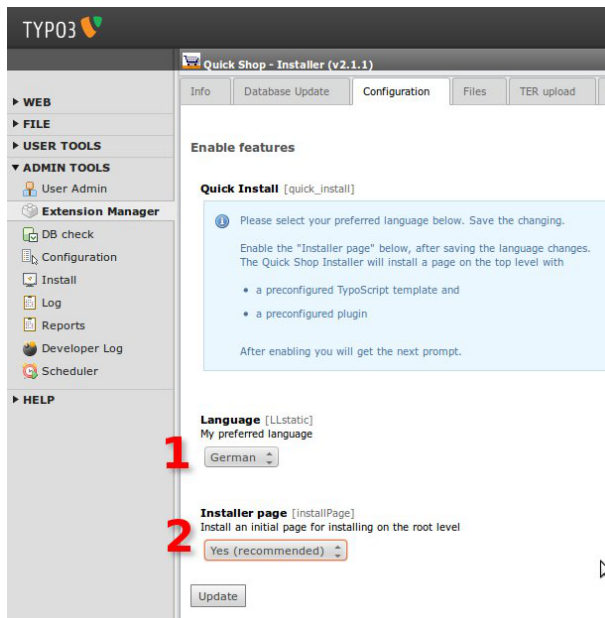 TYPO3
Quick Shop - Installer (v2.1.1)
Info
Database Update
Configuration
Files
TER upload
WEB
FILE
USER TOOLS
ADMIN TOOLS
User Admin
Extension Manager
DB check
Configuration
Install
Log
Reports
Developer Log
Scheduler
HELP
Enable features
Quick Install [quick_install]
Please select your preferred language below. Save the changing.
Enable the "Installer page" below, after saving the language changes.
The Quick Shop Installer will install a page on the top level with
• a preconfigured TypoScript template and
• a preconfigured plugin
After enabling you will get the next prompt.
Language [LLstatic]
My preferred language
1
German
Installer page [installPage]
Install an initial page for installing on the root level
2
Yes (recommended)
Update